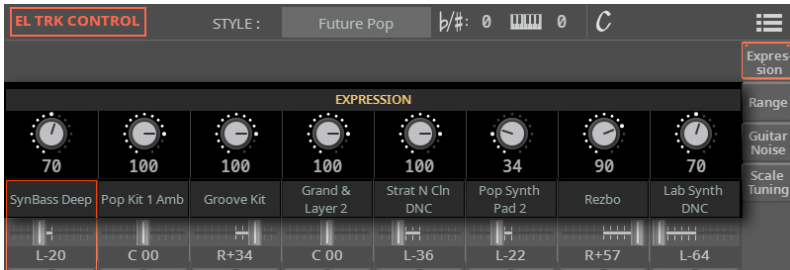 EL TRK CONTROL STYLE : Future Pop ♭/♯: 0 0 C
Expres-
sion
EXPRESSION
Range
70 100 100 100 100 34 90 70
Guitar
Noise
SynBass Deep Pop Kit 1 Amb Groove Kit Grand &
Layer 2 Strat N Cln
DNC Pop Synth
Pad 2 Rezbo Lab Synth
DNC
Scale
Tuning
L-20 C 00 R+34 C 00 L-36 L-22 R+57 L-64